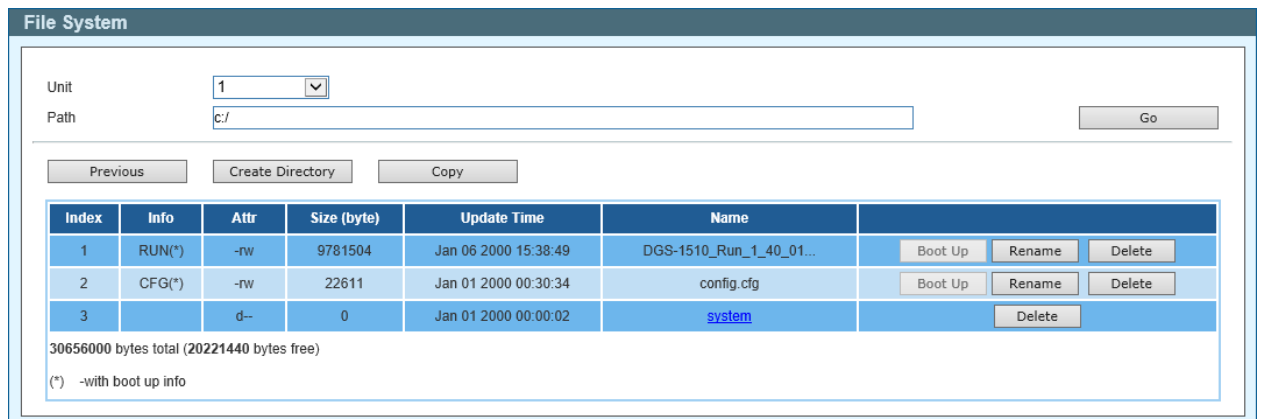 File System
Unit 1
Path c:/ Go
Previous Create Directory Copy
Index Info Attr Size (byte) Update Time Name
1 RUN(*) -rw 9781504 Jan 06 2000 15:38:49 DGS-1510_Run_1_40_01... Boot Up Rename Delete
2 CFG(*) -rw 22611 Jan 01 2000 00:30:34 config.cfg Boot Up Rename Delete
3 d-- 0 Jan 01 2000 00:00:02 system Delete
30656000 bytes total (20221440 bytes free)
(*) -with boot up info